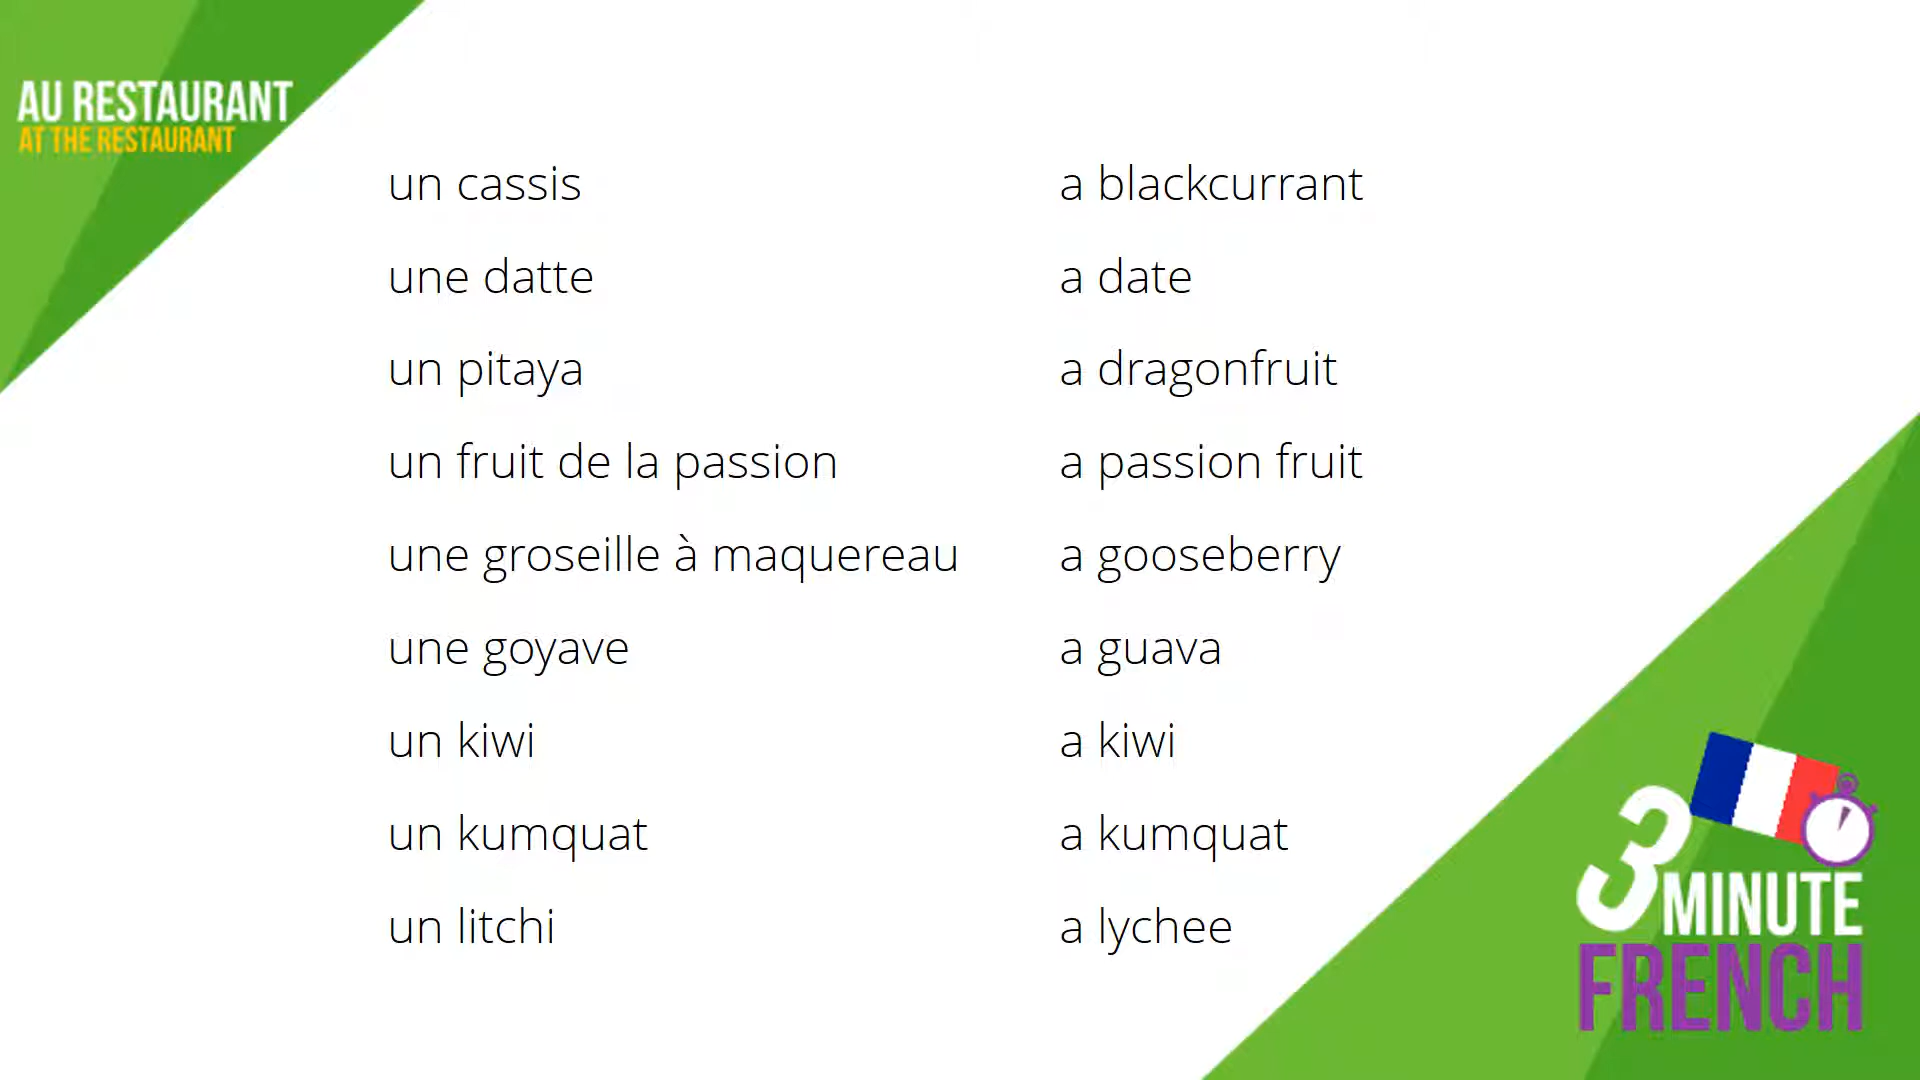 AU RESTAURANT
AT THE RESTAURANT
un cassis a blackcurrant
une datte a date
un pitaya a dragonfruit
un fruit de la passion a passion fruit
une groseille à maquereau a gooseberry
une goyave a guava
un kiwi a kiwi
un kumquat a kumquat
un litchi a lychee
3 MINUTE
FRENCH